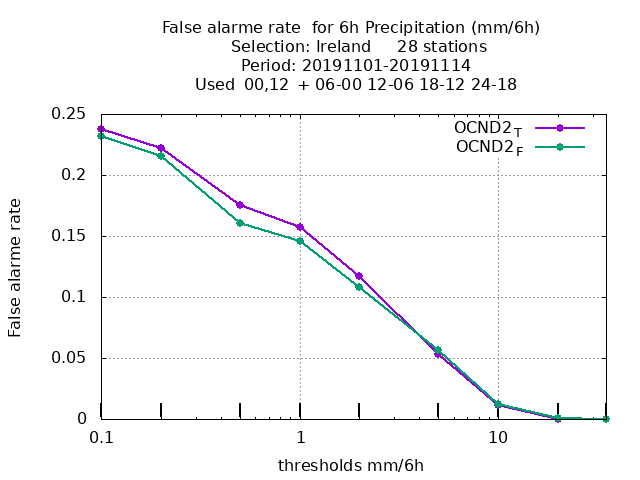 False alarme rate  for 6h Precipitation (mm/6h)
Selection: Ireland     28 stations
Period: 20191101-20191114
Used  00,12  + 06-00 12-06 18-12 24-18
OCND2T
OCND2F
0.25
0.2
0.15
0.1
0.05
0
False alarme rate
0.1
1
10
thresholds mm/6h